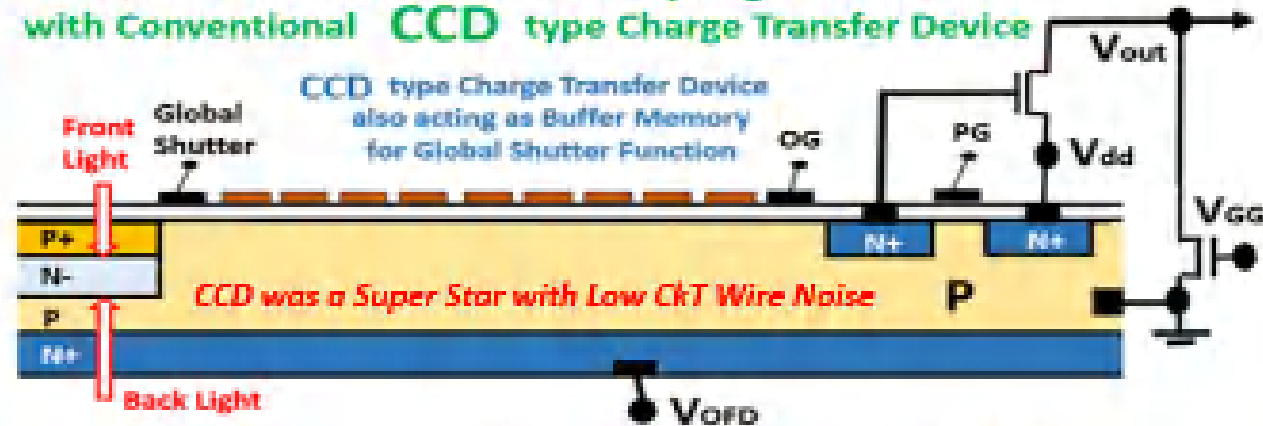 with Conventional CCD type Charge Transfer Device
CCD type Charge Transfer Device
also acting as Buffer Memory
for Global Shutter Function
Global
Shutter
Front
Light
OG
PG
Vout
Vdd
VGG
P+
N-
P
N+
N+
N+
CCD was a Super Star with Low CkT Wire Noise
P
Back Light
VOFD